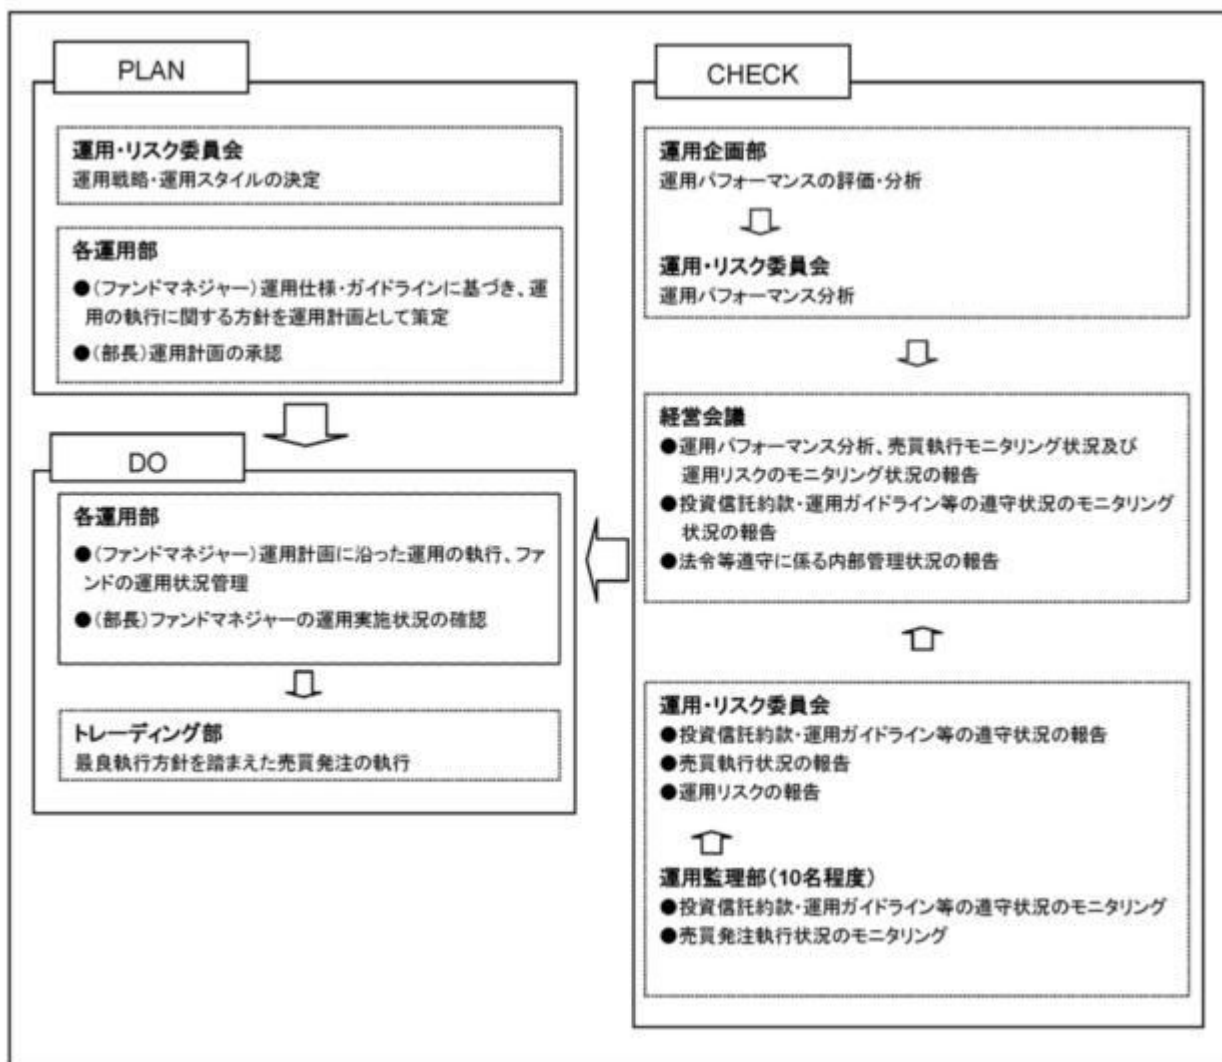 PLAN
運用・リスク委員会
運用戦略・運用スタイルの決定
各運用部
●(ファンドマネジャー)運用仕様・ガイドラインに基づき、運
用の執行に関する方針を運用計画として策定
●(部長)運用計画の承認
DO
各運用部
●(ファンドマネジャー)運用計画に沿った運用の執行、ファ
ンドの運用状況管理
●(部長)ファンドマネジャーの運用実施状況の確認
トレーディング部
最良執行方針を踏まえた売買発注の執行
CHECK
運用企画部
運用パフォーマンスの評価・分析
運用・リスク委員会
運用パフォーマンス分析
経営会議
●運用パフォーマンス分析、売買執行モニタリング状況及び
運用リスクのモニタリング状況の報告
●投資信託約款・運用ガイドライン等の遵守状況のモニタリング
状況の報告
●法令等遵守に係る内部管理状況の報告
運用・リスク委員会
●投資信託約款・運用ガイドライン等の遵守状況の報告
●売買執行状況の報告
●運用リスクの報告
運用監理部(10名程度)
●投資信託約款・運用ガイドライン等の遵守状況のモニタリング
●売買発注執行状況のモニタリング